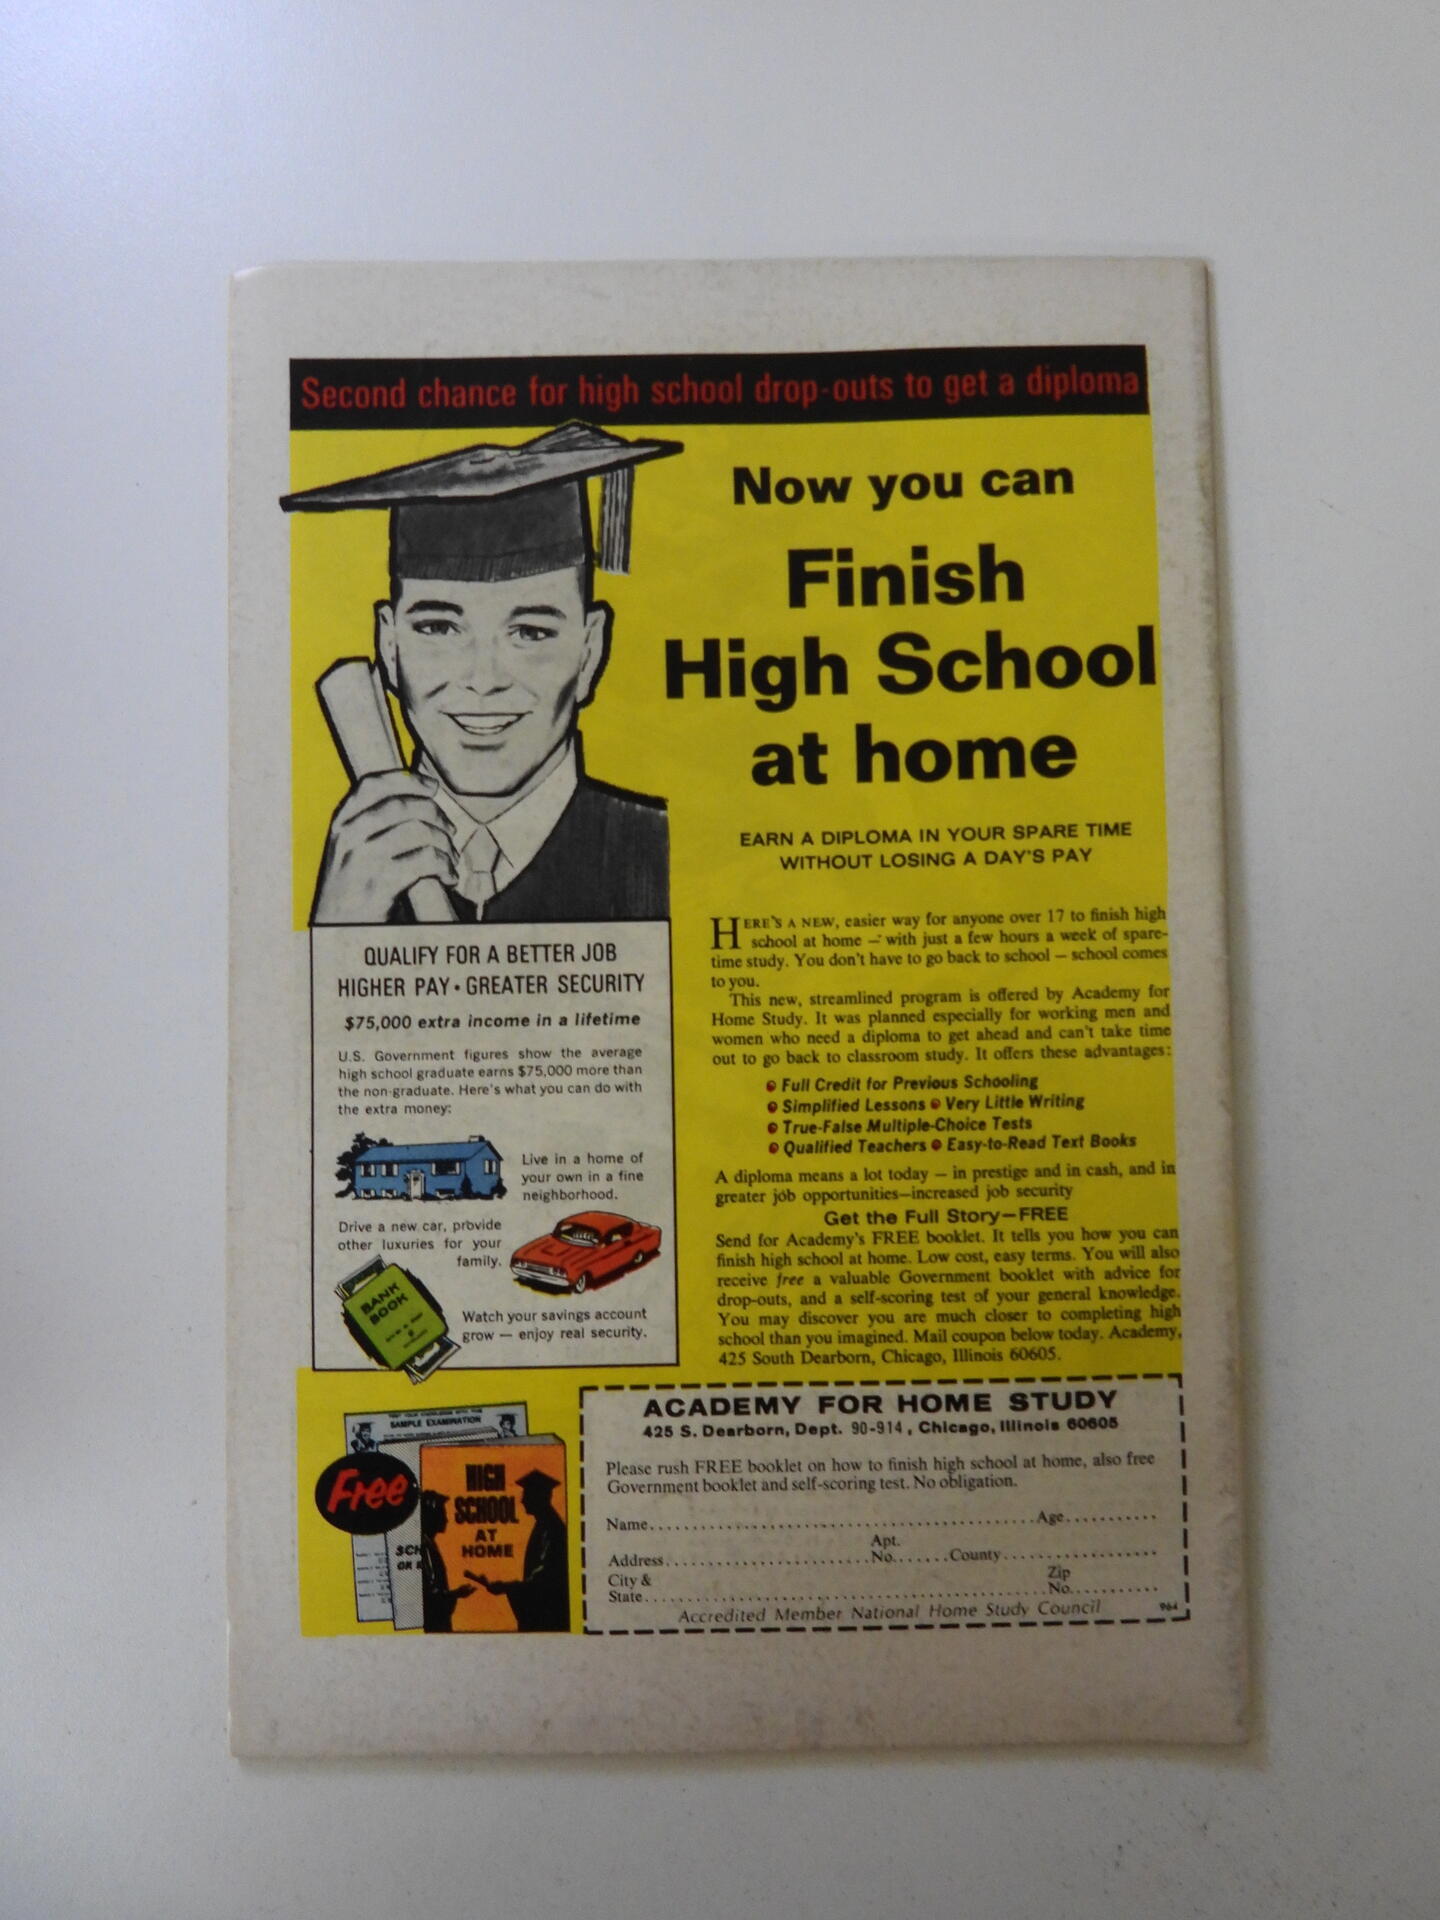 Second chance for high school drop-outs to get a diploma
Now you can
Finish
High School
at home
EARN A DIPLOMA IN YOUR SPARE TIME
WITHOUT LOSING A DAY'S PAY
HERE'S A NEW, easier way for anyone over 17 to finish high
school at home — with just a few hours a week of spare-
time study. You don't have to go back to school — school comes
to you.
This new, streamlined program is offered by Academy for
Home Study. It was planned especially for working men and
women who need a diploma to get ahead and can't take time
out to go back to classroom study. It offers these advantages:
Full Credit for Previous Schooling
Simplified Lessons Very Little Writing
True-False Multiple-Choice Tests
Qualified Teachers Easy-to-Read Text Books
A diploma means a lot today — in prestige and in cash, and in
greater job opportunities—increased job security
Get the Full Story—FREE
Send for Academy's FREE booklet. It tells you how you can
finish high school at home. Low cost, easy terms. You will also
receive free a valuable Government booklet with advice for
drop-outs, and a self-scoring test of your general knowledge.
You may discover you are much closer to completing high
school than you imagined. Mail coupon below today. Academy,
425 South Dearborn, Chicago, Illinois 60605.
QUALIFY FOR A BETTER JOB
HIGHER PAY • GREATER SECURITY
$75,000 extra income in a lifetime
U.S. Government figures show the average
high school graduate earns $75,000 more than
the non-graduate. Here's what you can do with
the extra money:
Live in a home of
your own in a fine
neighborhood.
Drive a new car, provide
other luxuries for your
family.
BANK
BOOK
Watch your savings account
grow — enjoy real security.
SAMPLE EXAMINATION
Free
HIGH
SCHOOL
AT
HOME
SCH
OR
ACADEMY FOR HOME STUDY
425 S. Dearborn, Dept. 90-914, Chicago, Illinois 60605
Please rush FREE booklet on how to finish high school at home, also free
Government booklet and self-scoring test. No obligation.
Name Age
Apt.
Address No. County
City & Zip
State No.
Accredited Member National Home Study Council 964